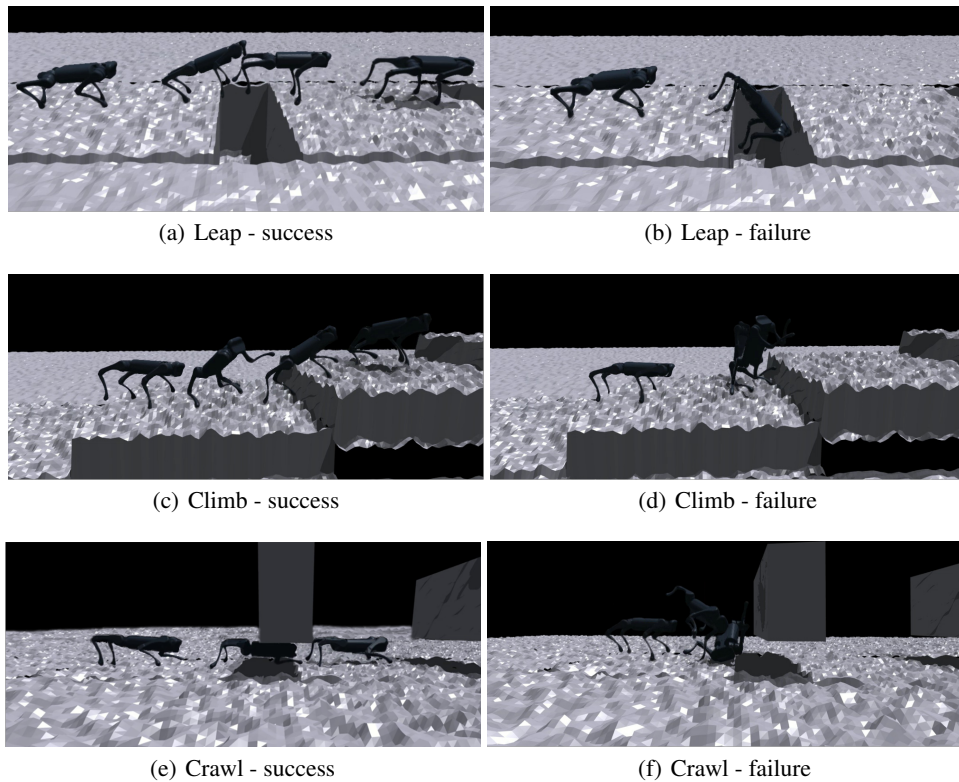 (a) Leap - success
(b) Leap - failure
(c) Climb - success
(d) Climb - failure
(e) Crawl - success
(f) Crawl - failure